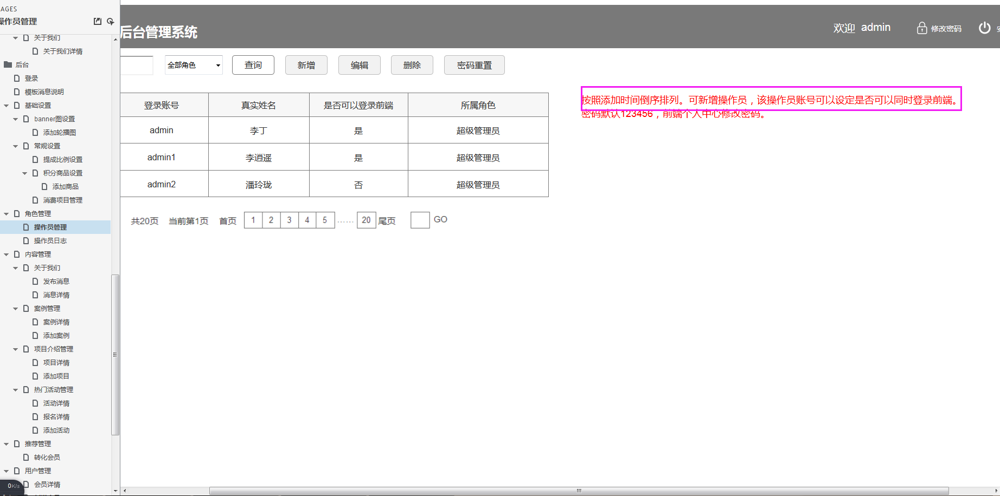 AGES
操作员管理
关于我们
关于我们详情
后台
登录
模板消息说明
基础设置
banner图设置
添加轮播图
常规设置
提成比例设置
积分商品设置
添加商品
消费项目管理
角色管理
操作员管理
操作员日志
内容管理
关于我们
发布消息
消息详情
案例管理
案例详情
添加案例
项目介绍管理
项目详情
添加项目
热门活动管理
活动详情
报名详情
添加活动
推荐管理
转化会员
用户管理
会员详情
0K/s
后台管理系统
欢迎 admin 修改密码
全部角色 查询 新增 编辑 删除 密码重置
登录账号 真实姓名 是否可以登录前端 所属角色
admin 李丁 是 超级管理员
admin1 李逍遥 是 超级管理员
admin2 潘玲珑 否 超级管理员
共20页 当前第1页 首页 1 2 3 4 5 …… 20 尾页 GO
按照添加时间倒序排列。可新增操作员，该操作员账号可以设定是否可以同时登录前端。
密码默认123456，前端个人中心修改密码。